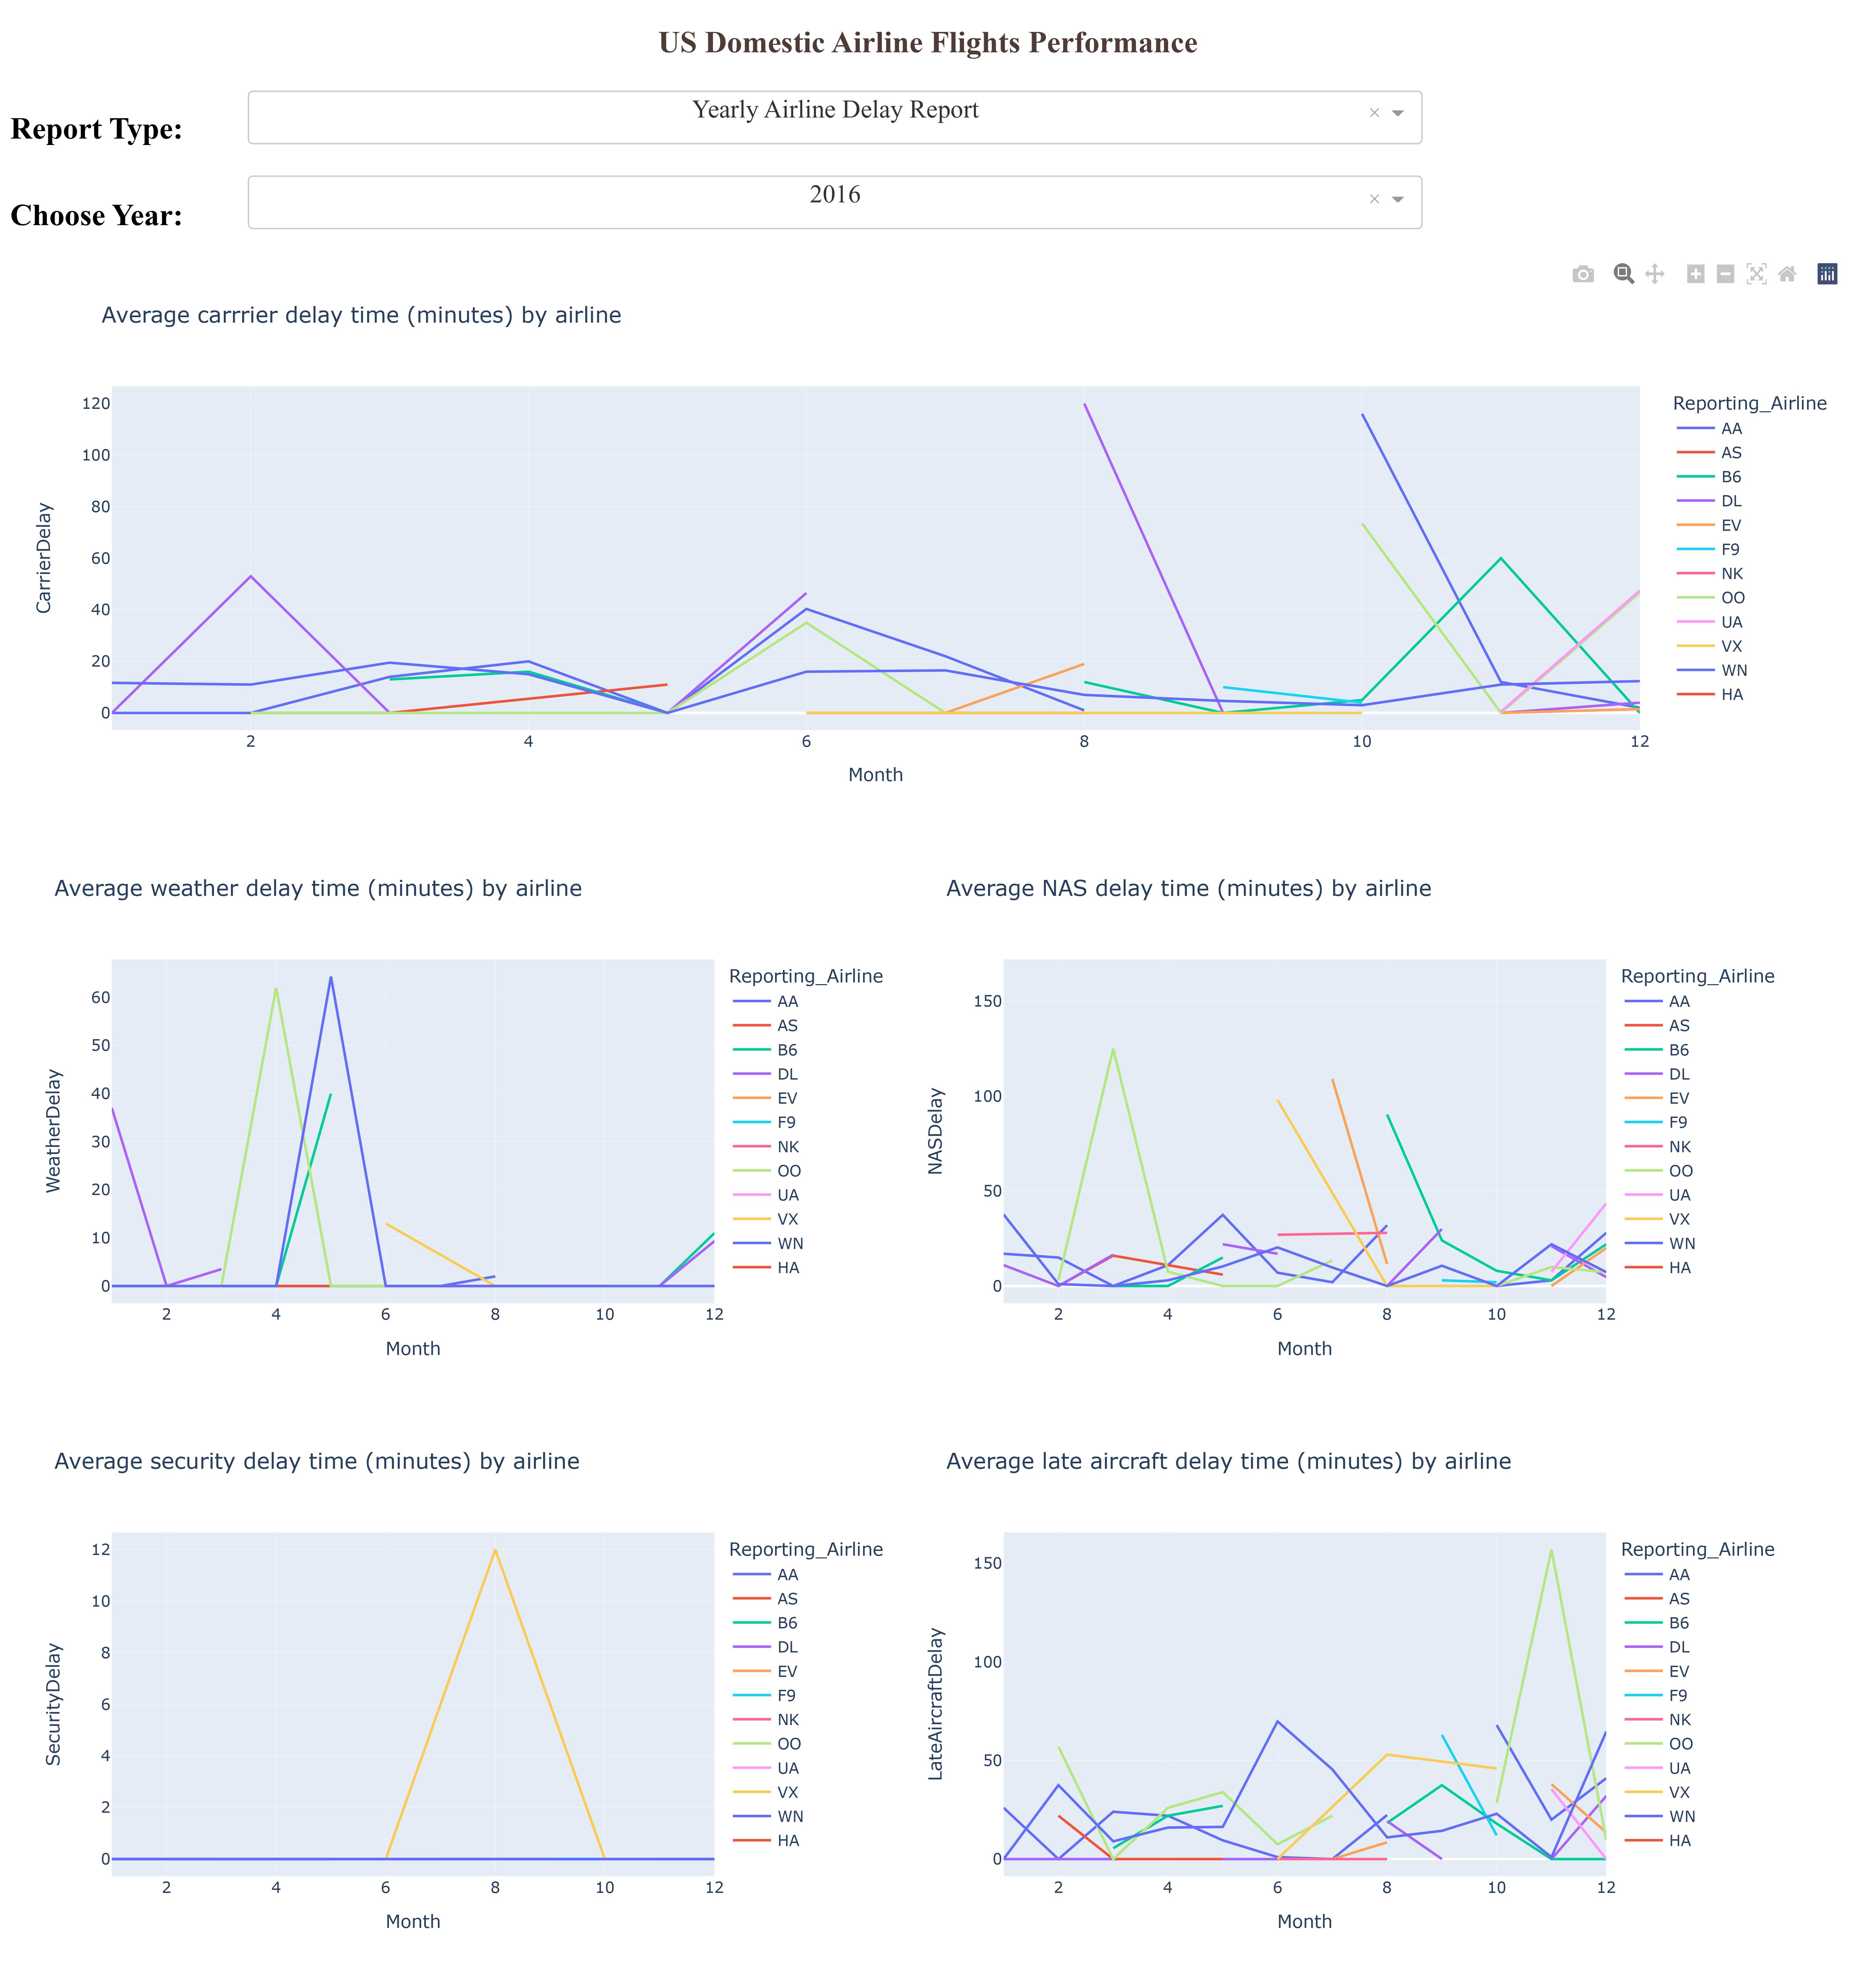 US Domestic Airline Flights Performance
Report Type:
Yearly Airline Delay Report
Choose Year:
2016
Average carrrier delay time (minutes) by airline
CarrierDelay
120
100
80
60
40
20
0
2 4 6 8 10 12
Month
Reporting_Airline
AA
AS
B6
DL
EV
F9
NK
OO
UA
VX
WN
HA
Average weather delay time (minutes) by airline
WeatherDelay
60
50
40
30
20
10
0
2 4 6 8 10 12
Month
Reporting_Airline
AA
AS
B6
DL
EV
F9
NK
OO
UA
VX
WN
HA
Average NAS delay time (minutes) by airline
NASDelay
150
100
50
0
2 4 6 8 10 12
Month
Reporting_Airline
AA
AS
B6
DL
EV
F9
NK
OO
UA
VX
WN
HA
Average security delay time (minutes) by airline
SecurityDelay
12
10
8
6
4
2
0
2 4 6 8 10 12
Month
Reporting_Airline
AA
AS
B6
DL
EV
F9
NK
OO
UA
VX
WN
HA
Average late aircraft delay time (minutes) by airline
LateAircraftDelay
150
100
50
0
2 4 6 8 10 12
Month
Reporting_Airline
AA
AS
B6
DL
EV
F9
NK
OO
UA
VX
WN
HA